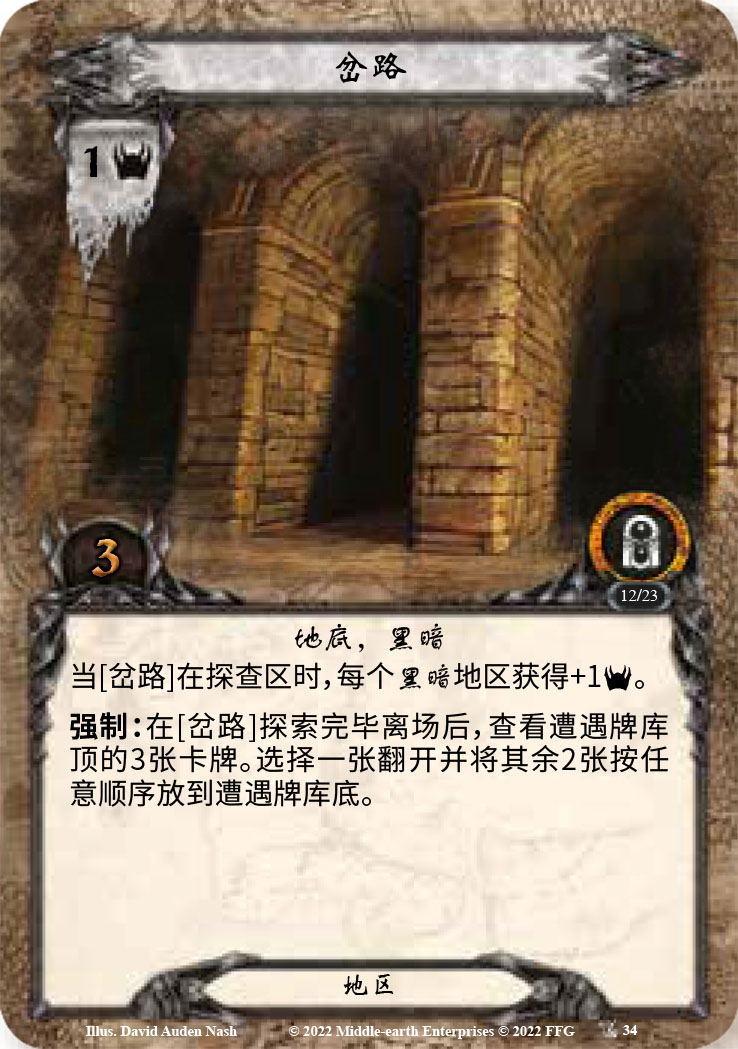 岔路
1
3
12/23
地底，黑暗
当[岔路]在探查区时，每个黑暗地区获得+1。
强制：在[岔路]探索完毕离场后，查看遭遇牌库
顶的3张卡牌。选择一张翻开并将其余2张按任
意顺序放到遭遇牌库底。
地区
Illus. David Auden Nash © 2022 Middle-earth Enterprises © 2022 FFG 34